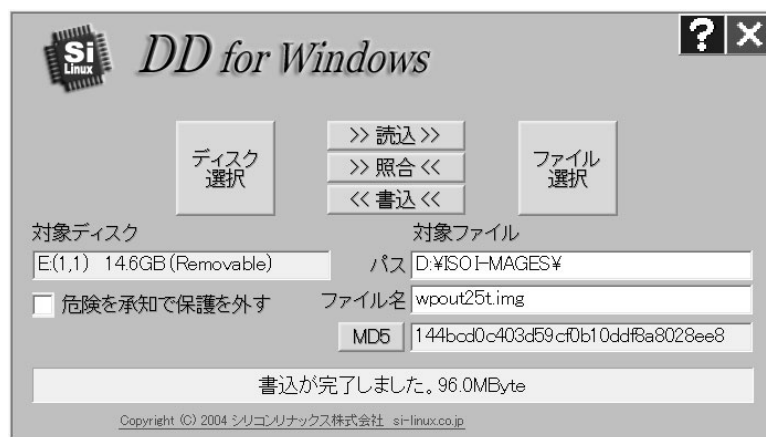 Si
Linux
DD for Windows
? ×
ディスク
選択
>> 読込 >>
>> 照合 <<
<< 書込 <<
ファイル
選択
対象ディスク
対象ファイル
E:(1,1) 14.6GB (Removable)
パス D:¥ISO I-MAGES¥
危険を承知で保護を外す
ファイル名 wpout25t.img
MD5 144bcd0c403d59cf0b10ddf8a8028ee8
書込が完了しました。96.0MByte
Copyright (C) 2004 シリコンリナックス株式会社 si-linux.co.jp